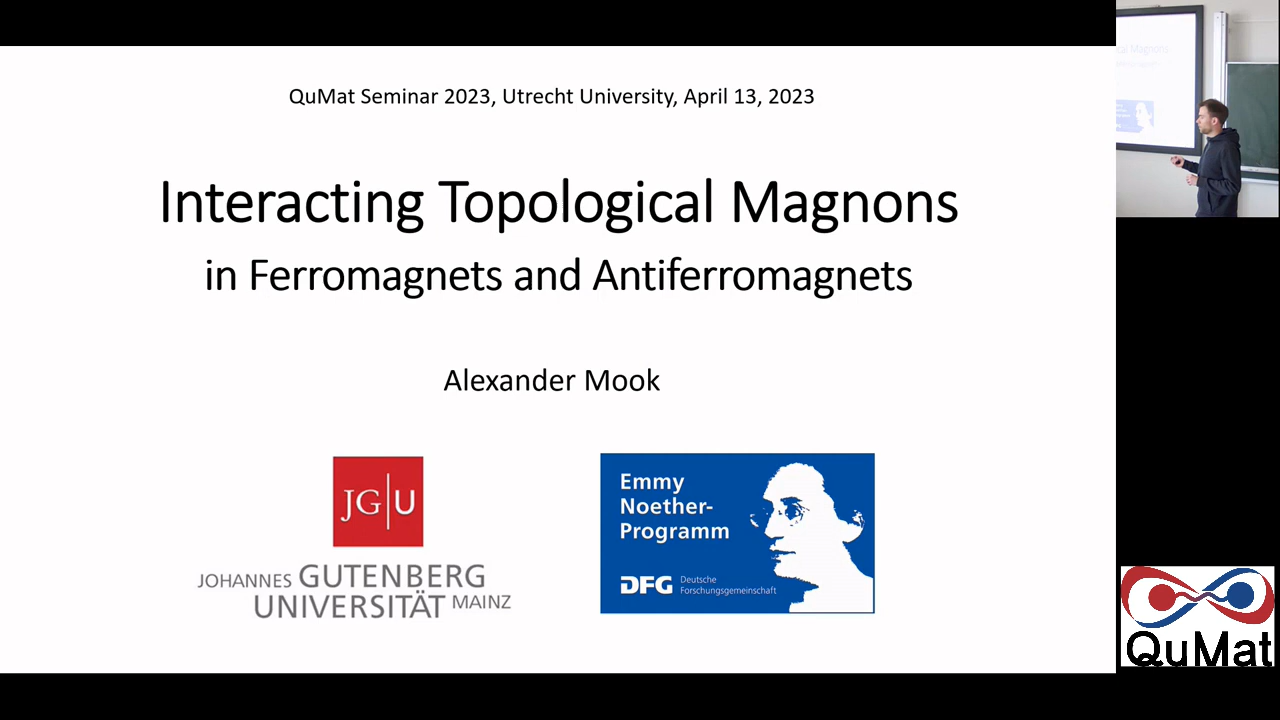 QuMat Seminar 2023, Utrecht University, April 13, 2023
Interacting Topological Magnons
in Ferromagnets and Antiferromagnets
Alexander Mook
JG|U
JOHANNES GUTENBERG
UNIVERSITÄT MAINZ
Emmy
Noether-
Programm
DFG Deutsche
Forschungsgemeinschaft
QuMat